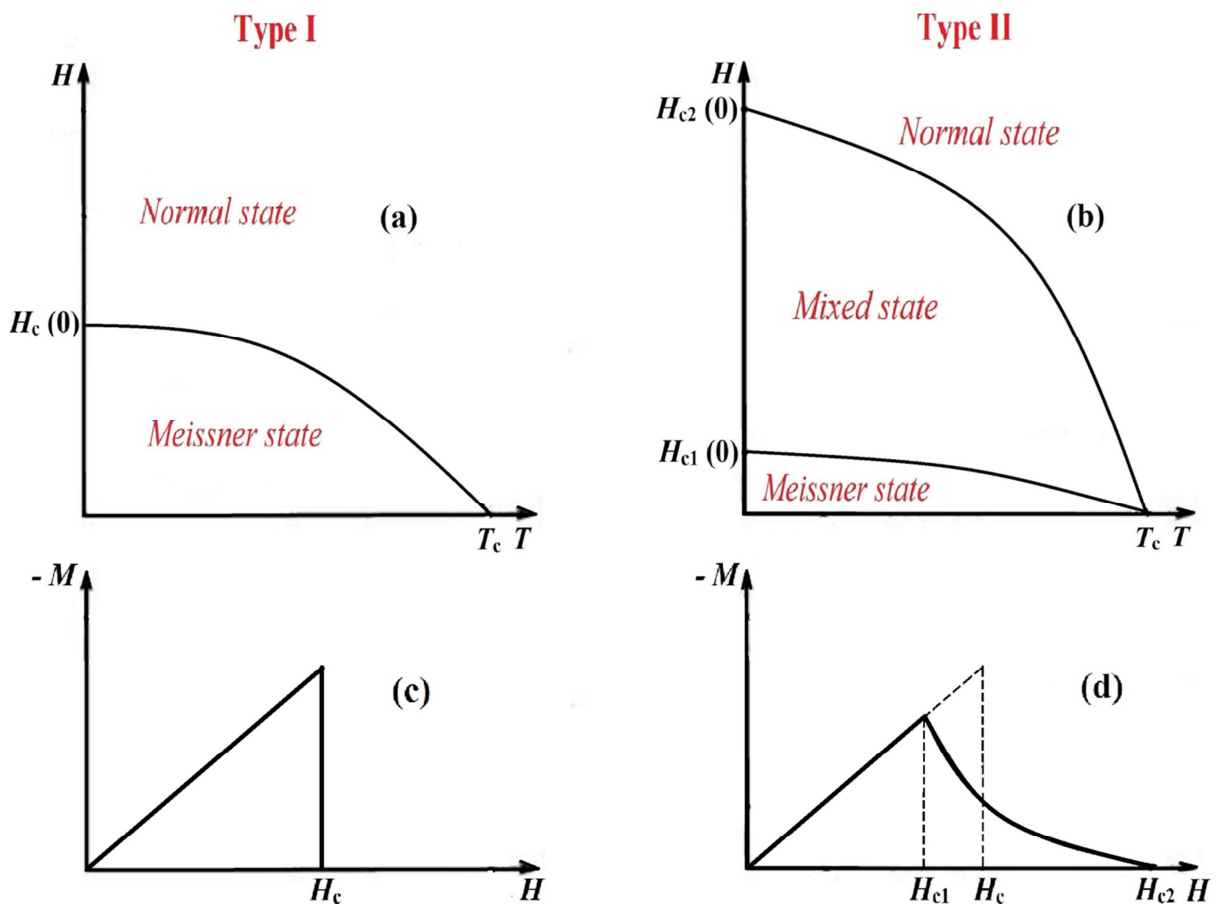 Type I
H
Normal state
(a)
Hc (0)
Meissner state
Tc T
Type II
H
Hc2 (0)
Normal state
(b)
Mixed state
Hc1 (0)
Meissner state
Tc T
- M
(c)
Hc
H
- M
(d)
Hc1
Hc
Hc2 H